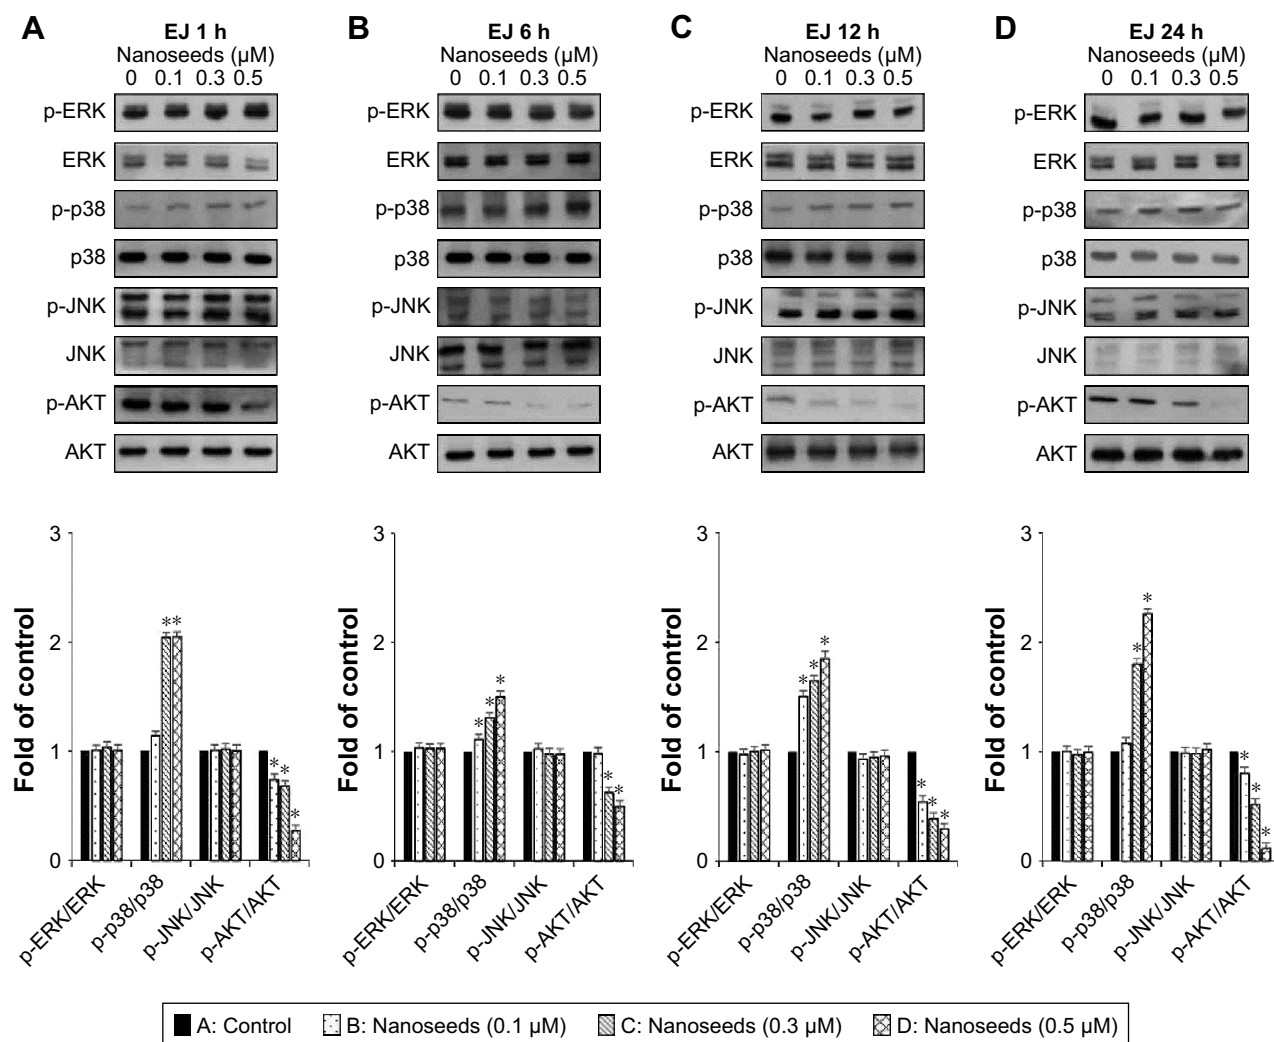 A
EJ 1 h
Nanoseeds (µM)
0 0.1 0.3 0.5
p-ERK
ERK
p-p38
p38
p-JNK
JNK
p-AKT
AKT
B
EJ 6 h
Nanoseeds (µM)
0 0.1 0.3 0.5
p-ERK
ERK
p-p38
p38
p-JNK
JNK
p-AKT
AKT
C
EJ 12 h
Nanoseeds (µM)
0 0.1 0.3 0.5
p-ERK
ERK
p-p38
p38
p-JNK
JNK
p-AKT
AKT
D
EJ 24 h
Nanoseeds (µM)
0 0.1 0.3 0.5
p-ERK
ERK
p-p38
p38
p-JNK
JNK
p-AKT
AKT
Fold of control
3
2
1
0
**
* *
*
p-ERK/ERK
p-p38/p38
p-JNK/JNK
p-AKT/AKT
Fold of control
3
2
1
0
* * *
* *
p-ERK/ERK
p-p38/p38
p-JNK/JNK
p-AKT/AKT
Fold of control
3
2
1
0
* * *
* * *
p-ERK/ERK
p-p38/p38
p-JNK/JNK
p-AKT/AKT
Fold of control
3
2
1
0
* *
* * *
p-ERK/ERK
p-p38/p38
p-JNK/JNK
p-AKT/AKT
A: Control B: Nanoseeds (0.1 µM) C: Nanoseeds (0.3 µM) D: Nanoseeds (0.5 µM)